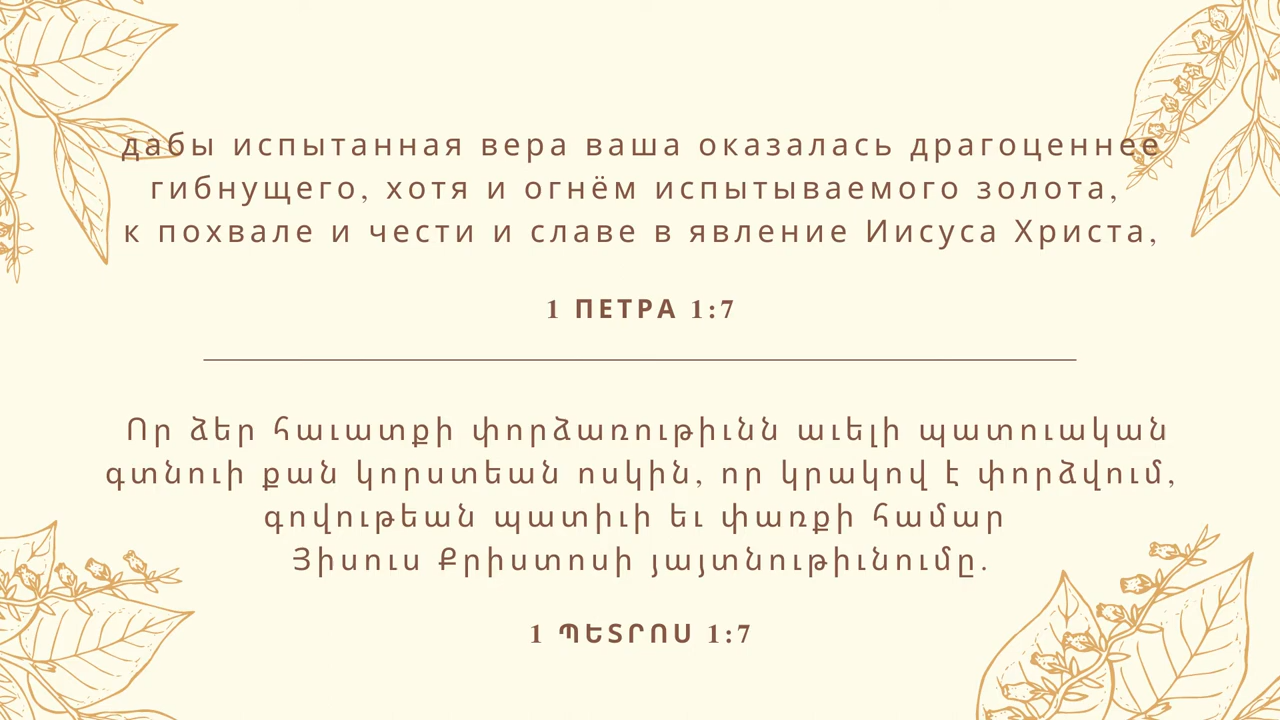 дабы испытанная вера ваша оказалась драгоценнее
гибнущего, хотя и огнём испытываемого золота,
к похвале и чести и славе в явление Иисуса Христа,
1 ПЕТРА 1:7
Որ ձեր հաւատքի փորձառութիւնն աւելի պատուական
գտնուի քան կորստեան ոսկին, որ կրակով է փորձվում,
գովութեան պատիւի եւ փառքի համար
Յիսուս Քրիստոսի յայտնութիւնումը.
1 ՊԵՏՐՈՍ 1:7